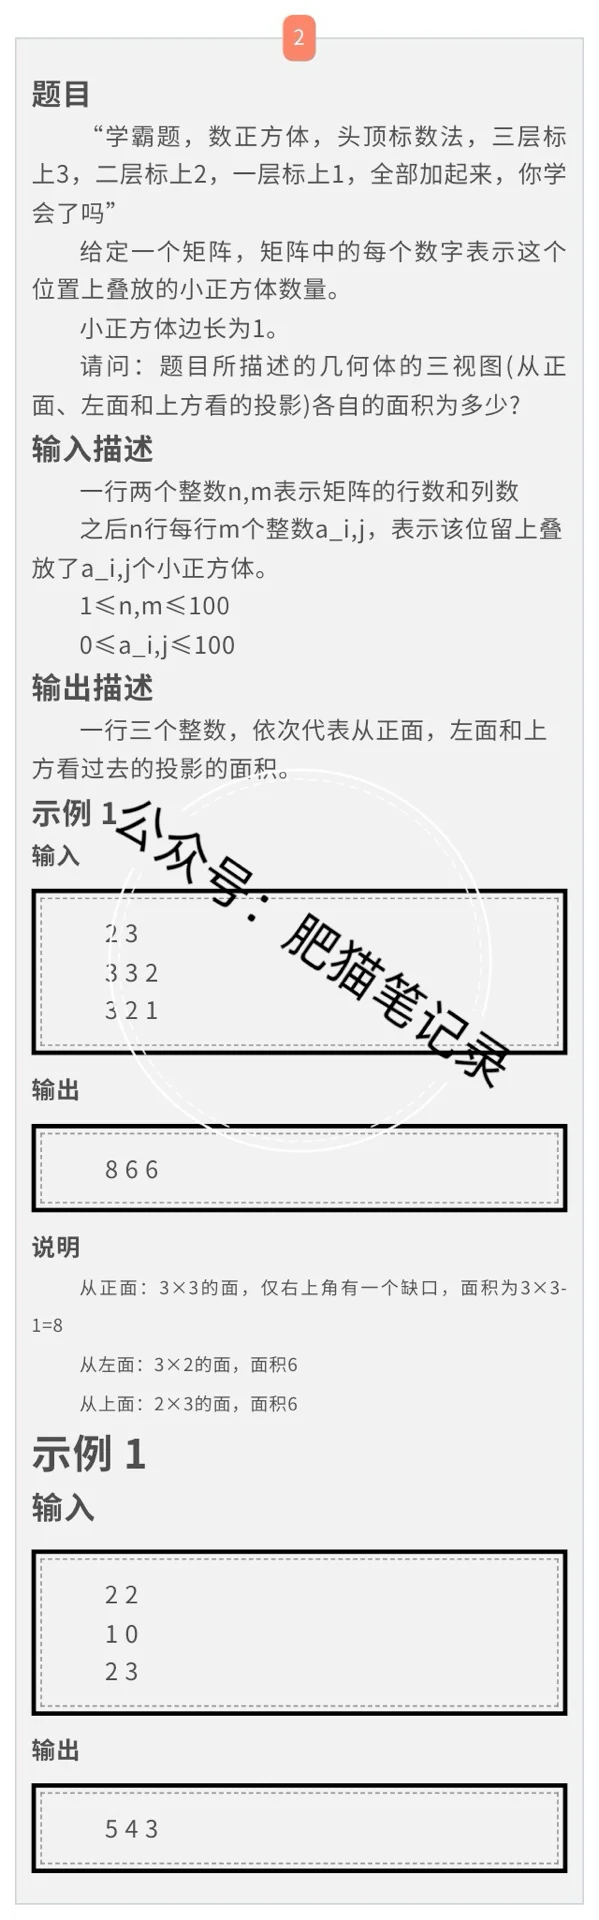 2
题目
“学霸题，数正方体，头顶标数法，三层标
上3，二层标上2，一层标上1，全部加起来，你学
会了吗”
给定一个矩阵，矩阵中的每个数字表示这个
位置上叠放的小正方体数量。
小正方体边长为1。
请问：题目所描述的几何体的三视图(从正
面、左面和上方看的投影)各自的面积为多少?
输入描述
一行两个整数n,m表示矩阵的行数和列数
之后n行每行m个整数a_i,j，表示该位留上叠
放了a_i,j个小正方体。
1≤n,m≤100
0≤a_i,j≤100
输出描述
一行三个整数，依次代表从正面，左面和上
方看过去的投影的面积。
示例 1
输入
2 3
3 3 2
3 2 1
公众号：肥猫笔记录
输出
8 6 6
说明
从正面：3×3的面，仅右上角有一个缺口，面积为3×3-
1=8
从左面：3×2的面，面积6
从上面：2×3的面，面积6
示例 1
输入
2 2
1 0
2 3
输出
5 4 3